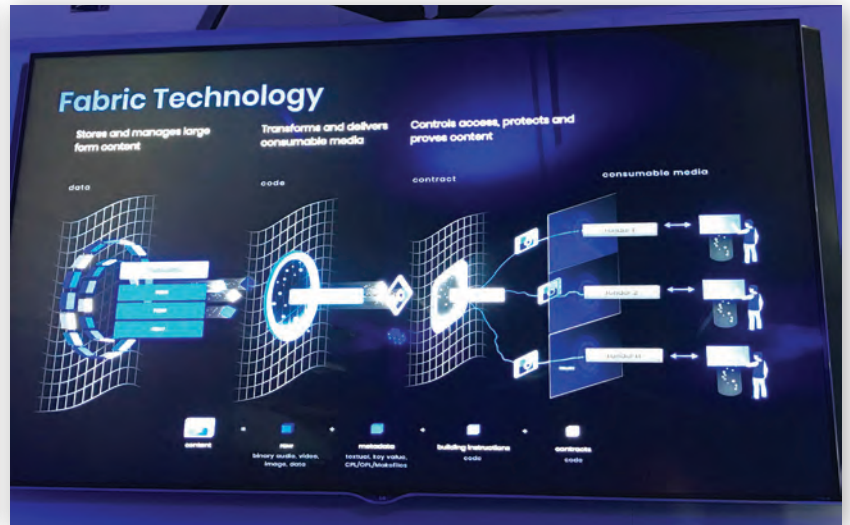 Fabric Technology
Stores and manages large
form content
Transforms and delivers
consumable media
Controls access, protects and
proves content
data
code
contract
consumable media
content
=
raw
binary audio, video,
image, data
+
metadata
textual, key value,
CPL/OPL/Makefiles
+
building instructions
code
+
contracts
code